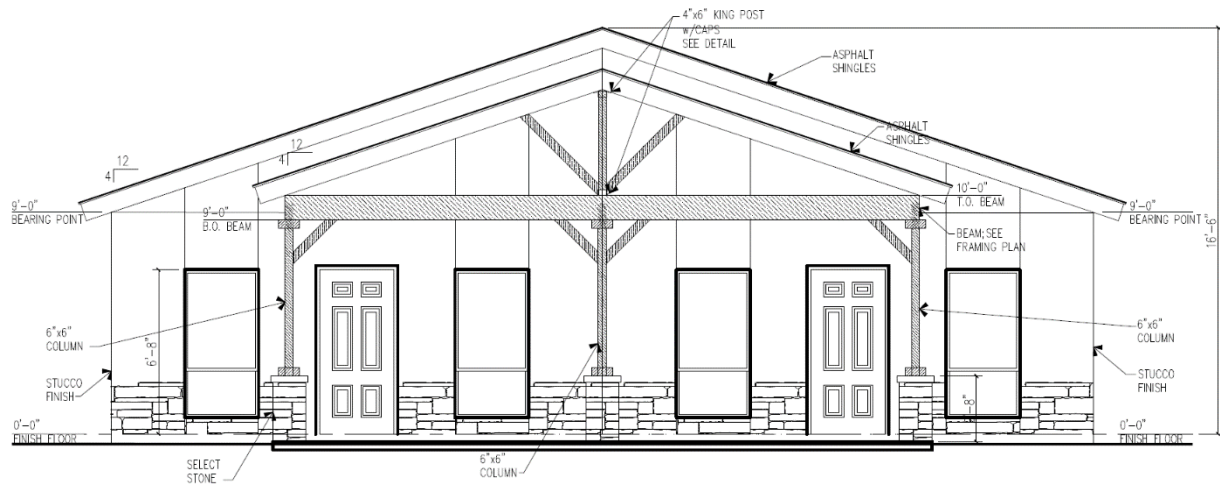 4"x6" KING POST
w/CAPS
SEE DETAIL
ASPHALT
SHINGLES
ASPHALT
SHINGLES
12
4
12
4
9'-0"
BEARING POINT
9'-0"
B.O. BEAM
10'-0"
T.O. BEAM
9'-0"
BEARING POINT
16'-6"
BEAM;SEE
FRAMING PLAN
6"x6"
COLUMN
6'-8"
6"x6"
COLUMN
STUCCO
FINISH
STUCCO
FINISH
0'-0"
FINISH FLOOR
0'-0"
FINISH FLOOR
SELECT
STONE
6"x6"
COLUMN